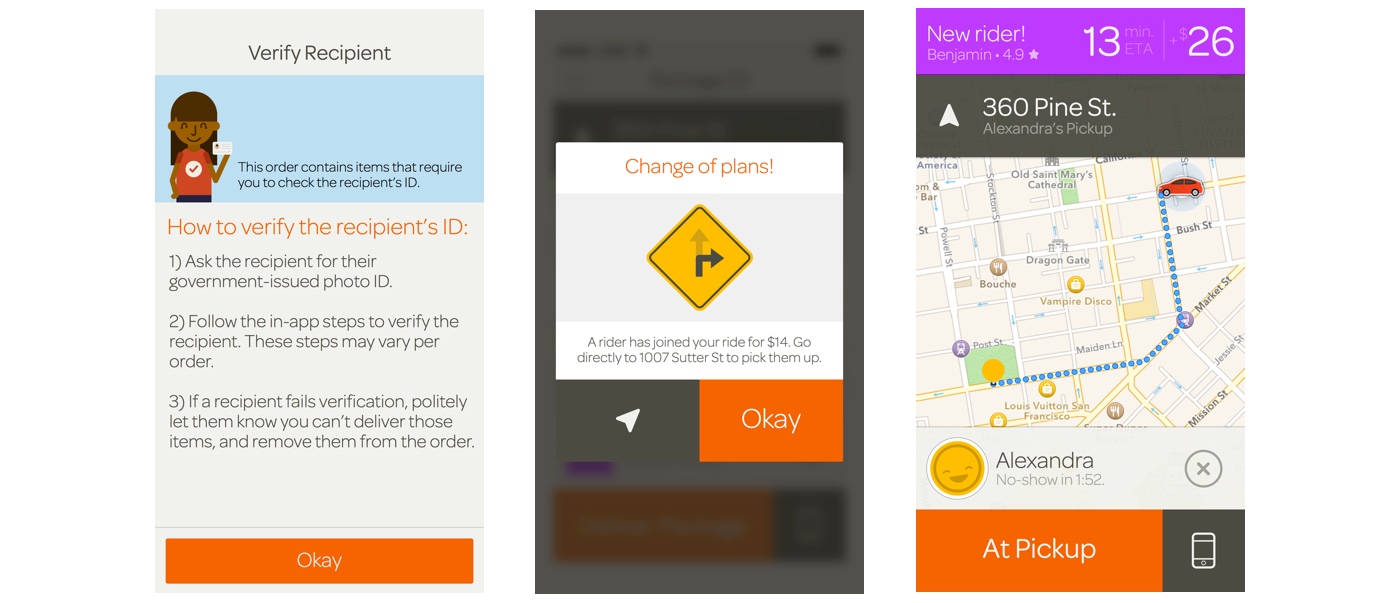 Verify Recipient
This order contains items that require
you to check the recipient's ID.
How to verify the recipient's ID:
1) Ask the recipient for their
government-issued photo ID.
2) Follow the in-app steps to verify the
recipient. These steps may vary per
order.
3) If a recipient fails verification, politely
let them know you can't deliver those
items, and remove them from the order.
Okay
Change of plans!
A rider has joined your ride for $14. Go
directly to 1007 Sutter St to pick them up.
Okay
Deliver Package
New rider!
Benjamin • 4.9 ★
13 min. ETA
+$26
360 Pine St.
Alexandra's Pickup
America
California
Old Saint Mary's
Cathedral
& Bar
Stockton St
St
Powell St
Bush St
Dragon Gate
Bouche
Vampire Disco
Market St
Post St
Maiden Ln
Jessie St
Louis Vuitton San
Francisco
Mission St
Alexandra
No-show in 1:52.
At Pickup